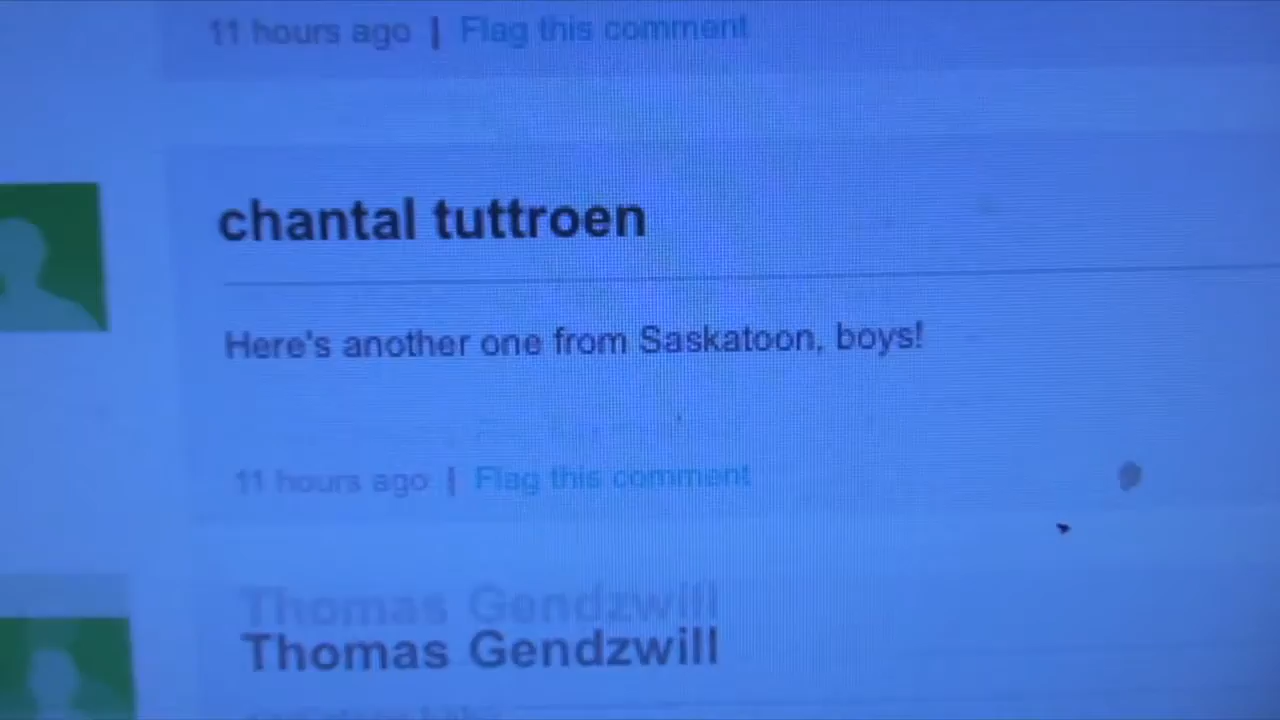 11 hours ago | Flag this comment
chantal tuttroen
Here's another one from Saskatoon, boys!
11 hours ago | Flag this comment
Thomas Gendzwill
Thomas Gendzwill